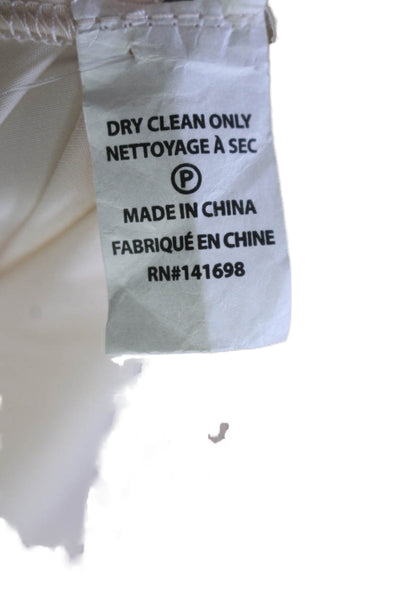 DRY CLEAN ONLY
NETTOYAGE À SEC
P
MADE IN CHINA
FABRIQUÉ EN CHINE
RN#141698